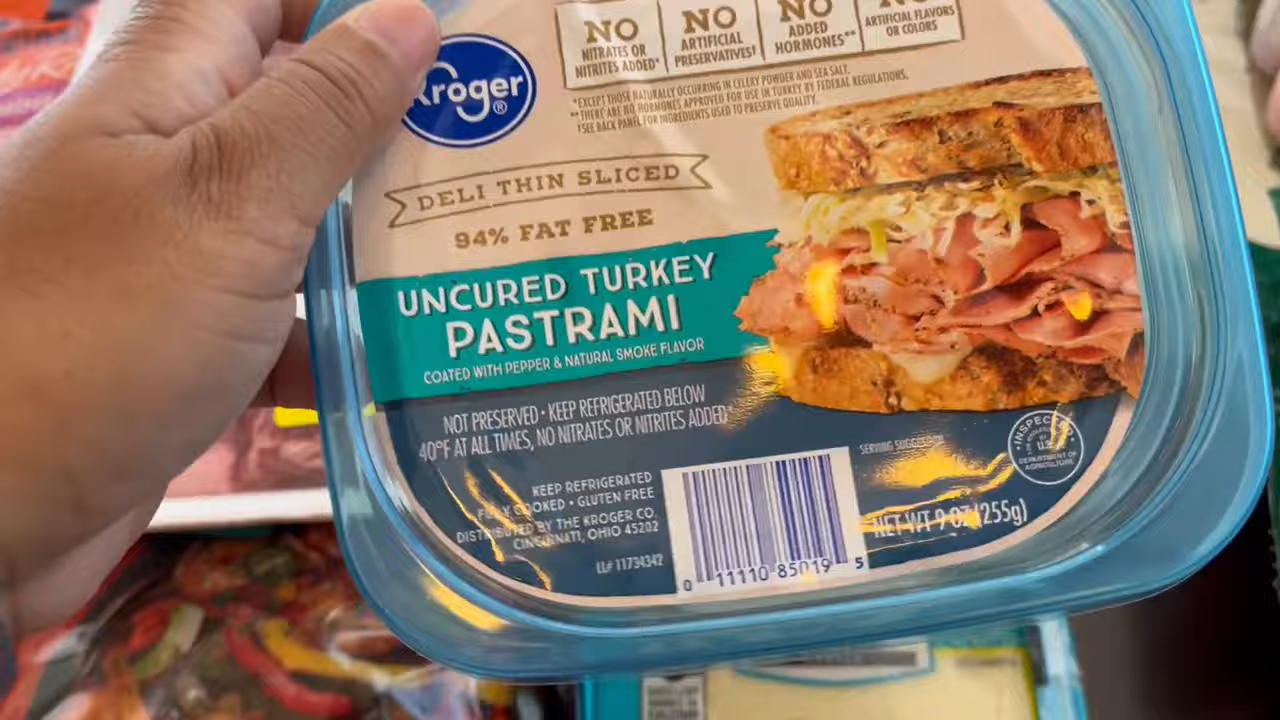 NO
NITRATES OR
NITRITES ADDED*
NO
ARTIFICIAL
PRESERVATIVES†
NO
ADDED
HORMONES**
NO
ARTIFICIAL FLAVORS
OR COLORS
*EXCEPT THOSE NATURALLY OCCURRING IN CELERY POWDER AND SEA SALT.
**THERE ARE NO HORMONES APPROVED FOR USE IN TURKEY BY FEDERAL REGULATIONS.
†SEE BACK PANEL FOR INGREDIENTS USED TO PRESERVE QUALITY.
Kroger®
DELI THIN SLICED
94% FAT FREE
UNCURED TURKEY
PASTRAMI
COATED WITH PEPPER & NATURAL SMOKE FLAVOR
NOT PRESERVED • KEEP REFRIGERATED BELOW
40°F AT ALL TIMES, NO NITRATES OR NITRITES ADDED*
KEEP REFRIGERATED
FULLY COOKED • GLUTEN FREE
DISTRIBUTED BY THE KROGER CO.
CINCINNATI, OHIO 45202
LL# 11734342
0 11110 85019 5
SERVING SUGGESTION
INSPECTED
U.S.
DEPARTMENT OF
AGRICULTURE
NET WT 9 OZ (255g)